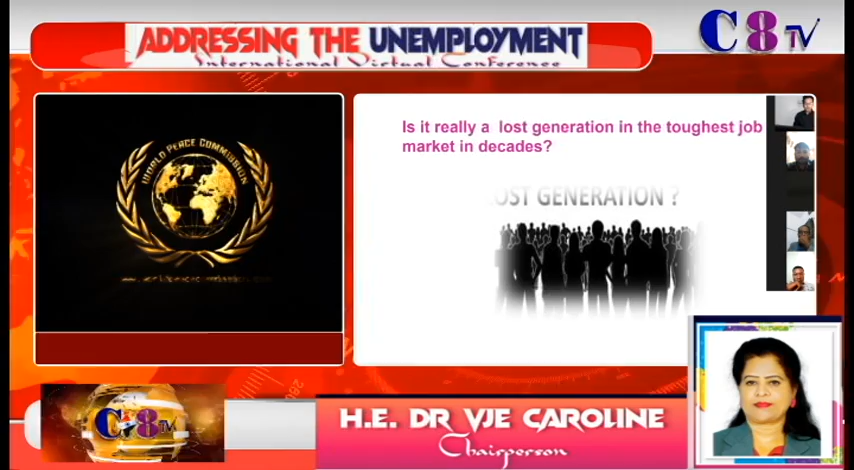 ADDRESSING THE UNEMPLOYMENT
International Virtual Conference
C8TV
WORLD PEACE COMMISSION
Is it really a lost generation in the toughest job
market in decades?
OST GENERATION ?
C8TV
H.E. DR VJE CAROLINE
Chairperson